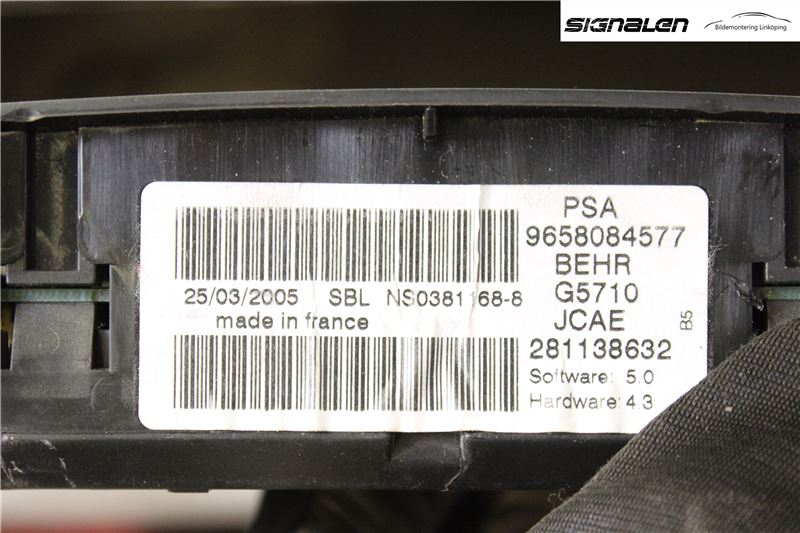 SIGNALEN
Bildemontering Linköping
PSA
9658084577
BEHR
25/03/2005 SBL NS0381168-8
G5710
made in france
JCAE
B5
281138632
Software: 5.0
Hardware: 4.3